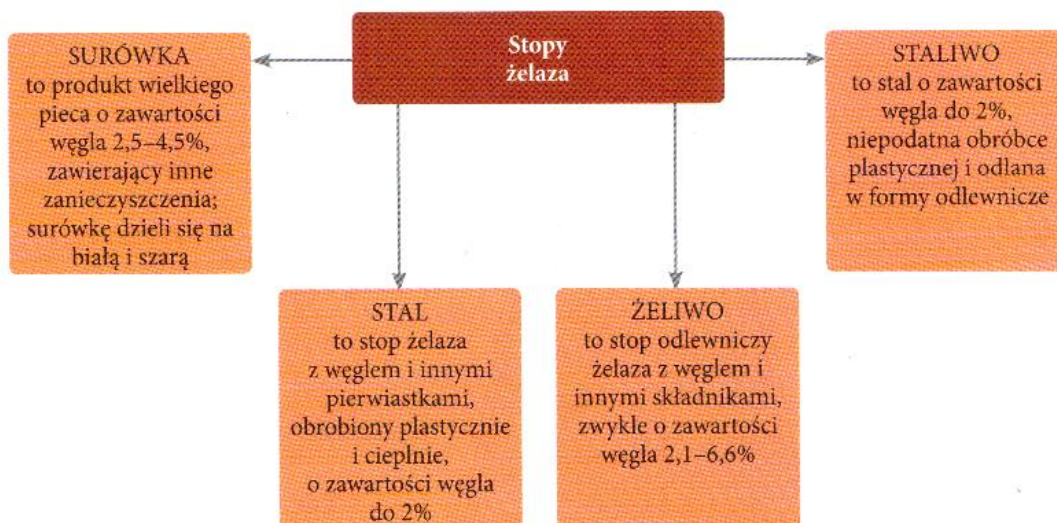 Stopy
żelaza
SURÓWKA
to produkt wielkiego
pieca o zawartości
węgla 2,5–4,5%,
zawierający inne
zanieczyszczenia;
surówkę dzieli się na
białą i szarą
STAL
to stop żelaza
z węglem i innymi
pierwiastkami,
obrobiony plastycznie
i cieplnie,
o zawartości węgla
do 2%
ŻELIWO
to stop odlewniczy
żelaza z węglem i
innymi składnikami,
zwykle o zawartości
węgla 2,1–6,6%
STALIWO
to stal o zawartości
węgla do 2%,
niepodatna obróbce
plastycznej i odlana
w formy odlewnicze